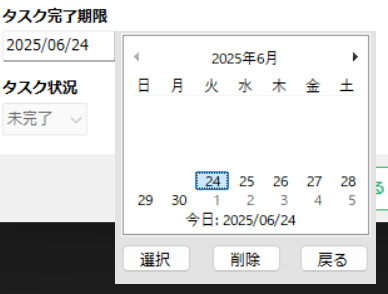 タスク完了期限
2025/06/24
2025年6月
日 月 火 水 木 金 土
タスク状況
未完了
24 25 26 27 28
29 30 1 2 3 4 5
今日: 2025/06/24
る
選択 削除 戻る